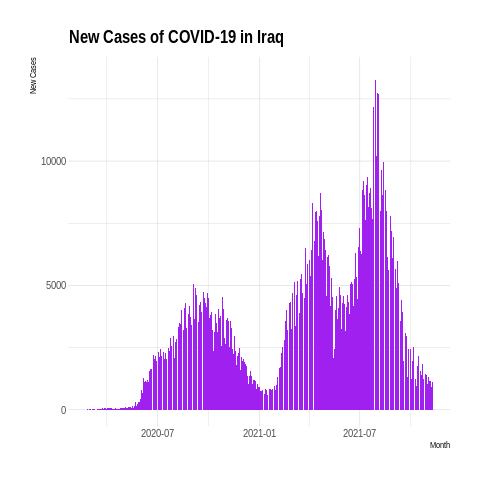 New Cases of COVID-19 in Iraq
New Cases
10000
5000
0
2020-07
2021-01
2021-07
Month